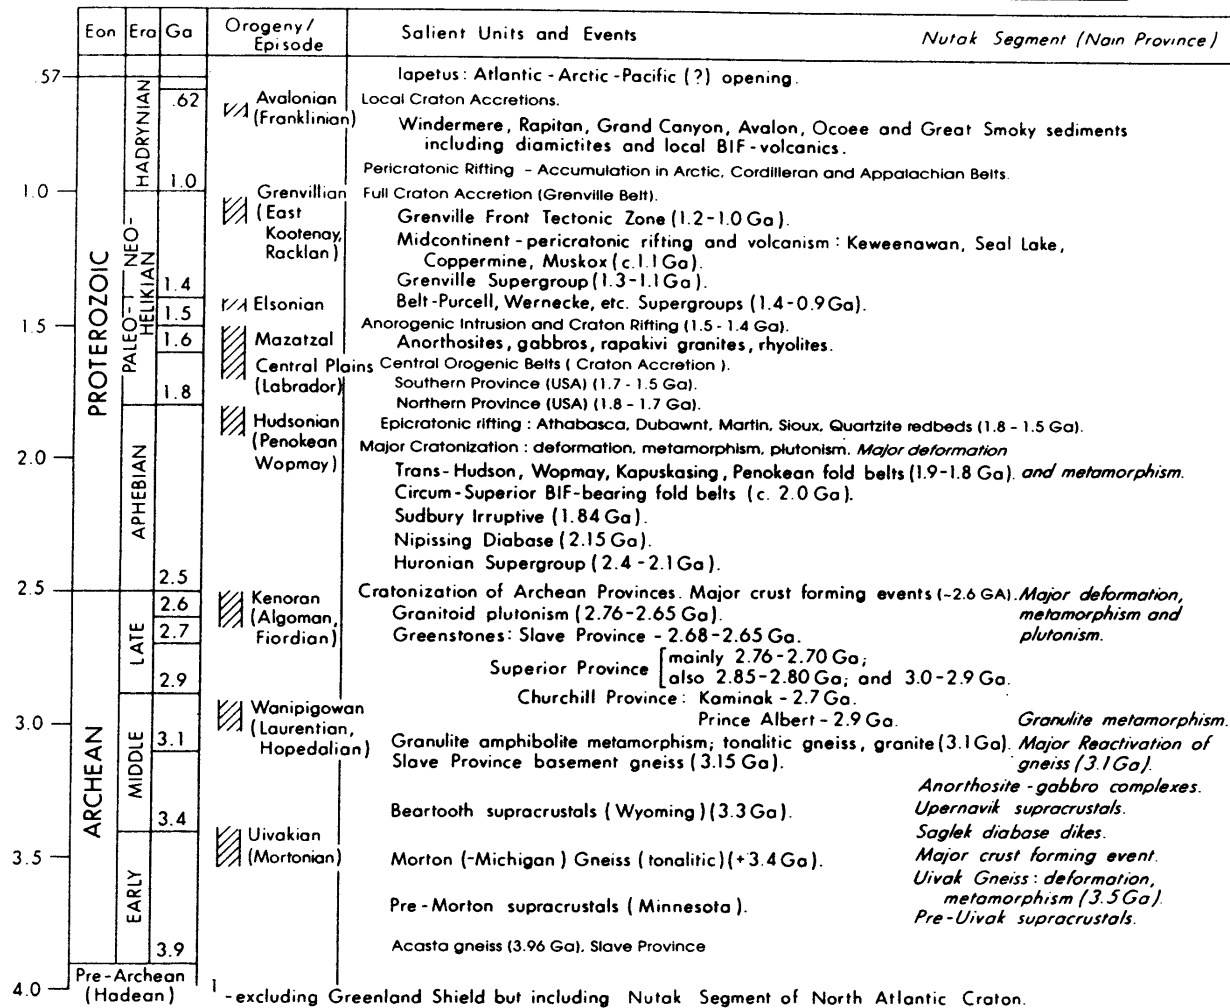 Eon Era Ga Orogeny/ Episode Salient Units and Events Nutak Segment (Nain Province)
.57
Iapetus: Atlantic - Arctic - Pacific (?) opening.
.62 Avalonian Local Craton Accretions.
(Franklinian)
Windermere, Rapitan, Grand Canyon, Avalon, Ocoee and Great Smoky sediments
including diamictites and local BIF-volcanics.
HADRYNIAN
Pericratonic Rifting - Accumulation in Arctic, Cordilleran and Appalachian Belts.
1.0 1.0
Grenvillian Full Craton Accretion (Grenville Belt).
(East Grenville Front Tectonic Zone (1.2-1.0 Ga).
Kootenay, Midcontinent - pericratonic rifting and volcanism : Keweenawan, Seal Lake,
Racklan) Coppermine, Muskox (c.1.1 Ga).
PROTEROZOIC
PALEO- NEO-
HELIKIAN
1.4 Grenville Supergroup (1.3-1.1 Ga).
Elsonian Belt-Purcell, Wernecke, etc. Supergroups (1.4-0.9 Ga).
1.5 1.5 Anorogenic Intrusion and Craton Rifting (1.5 - 1.4 Ga).
1.6 Mazatzal Anorthosites, gabbros, rapakivi granites, rhyolites.
Central Plains Central Orogenic Belts ( Craton Accretion ).
(Labrador) Southern Province (USA) (1.7 - 1.5 Ga).
1.8 Northern Province (USA) (1.8 - 1.7 Ga).
Hudsonian Epicratonic rifting : Athabasca, Dubawnt, Martin, Sioux, Quartzite redbeds (1.8 - 1.5 Ga).
(Penokean Major Cratonization : deformation, metamorphism, plutonism. Major deformation
2.0 Wopmay) Trans-Hudson, Wopmay, Kapuskasing, Penokean fold belts (1.9-1.8 Ga). and metamorphism.
Circum-Superior BIF-bearing fold belts (c. 2.0 Ga).
APHEBIAN
Sudbury Irruptive (1.84 Ga).
Nipissing Diabase (2.15 Ga).
Huronian Supergroup (2.4 - 2.1 Ga).
2.5
2.5 Kenoran Cratonization of Archean Provinces. Major crust forming events (~2.6 GA). Major deformation,
2.6 (Algoman, Granitoid plutonism (2.76-2.65 Ga). metamorphism and
2.7 Fiordian) Greenstones: Slave Province - 2.68-2.65 Ga. plutonism.
LATE
Superior Province [mainly 2.76-2.70 Ga;
2.9 also 2.85-2.80 Ga; and 3.0-2.9 Ga.
Churchill Province : Kaminak - 2.7 Ga.
3.0 Wanipigowan Prince Albert - 2.9 Ga. Granulite metamorphism.
(Laurentian,
3.1 Hopedalian) Granulite amphibolite metamorphism; tonalitic gneiss, granite (3.1 Ga). Major Reactivation of
Slave Province basement gneiss (3.15 Ga). gneiss (3.1 Ga).
ARCHEAN
MIDDLE
Anorthosite - gabbro complexes.
3.4 Beartooth supracrustals ( Wyoming ) (3.3 Ga). Upernavik supracrustals.
Uivakian Saglek diabase dikes.
3.5 (Mortonian) Morton (-Michigan) Gneiss (tonalitic) (+3.4 Ga). Major crust forming event.
Uivak Gneiss : deformation,
EARLY
metamorphism (3.5 Ga).
Pre - Morton supracrustals ( Minnesota ). Pre-Uivak supracrustals.
3.9 Acasta gneiss (3.96 Ga), Slave Province
Pre-Archean
4.0 (Hadean)
1 -excluding Greenland Shield but including Nutak Segment of North Atlantic Craton.